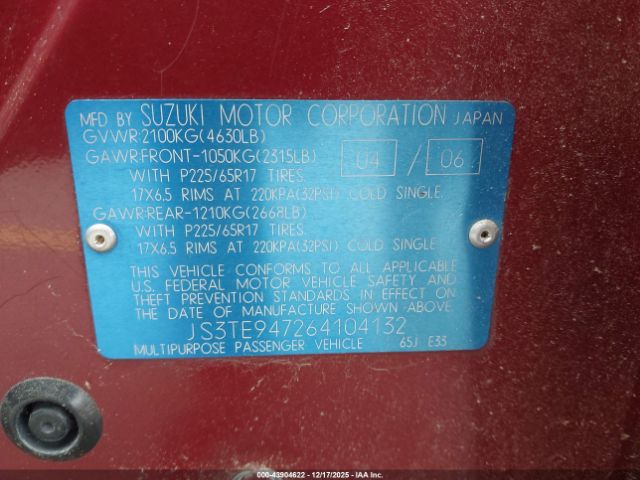 MFD BY SUZUKI MOTOR CORPORATION JAPAN
GVWR:2100KG(4630LB)
GAWR:FRONT-1050KG(2315LB) 04 / 06
WITH P225/65R17 TIRES.
17X6.5 RIMS AT 220KPA(32PSI) COLD SINGLE.
GAWR:REAR-1210KG(2668LB)
WITH P225/65R17 TIRES.
17X6.5 RIMS AT 220KPA(32PSI) COLD SINGLE.
THIS VEHICLE CONFORMS TO ALL APPLICABLE
U.S. FEDERAL MOTOR VEHICLE SAFETY AND
THEFT PREVENTION STANDARDS IN EFFECT ON
THE DATE OF MANUFACTURE SHOWN ABOVE.
JS3TE947264104132
MULTIPURPOSE PASSENGER VEHICLE 65J E33
000-43904622 - 12/17/2025 - IAAI.COM